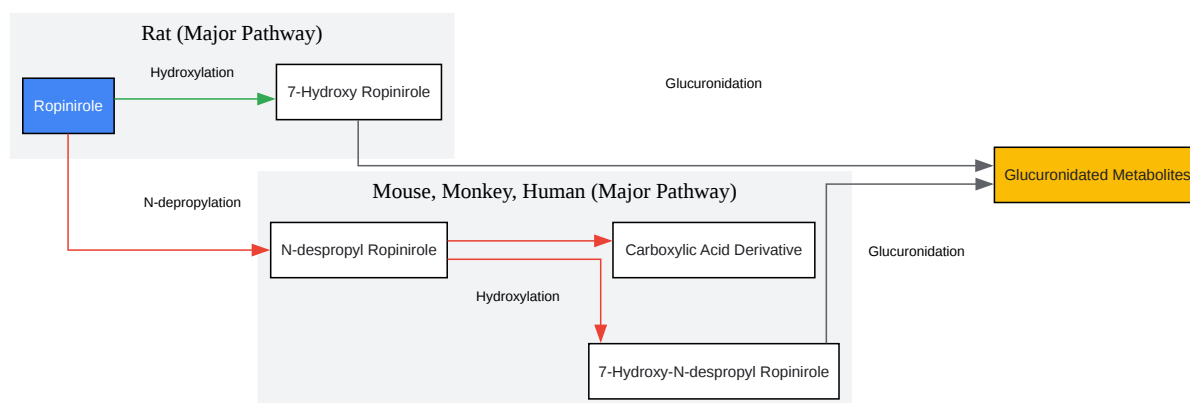 Rat (Major Pathway)
Hydroxylation
Glucuronidation
Ropinirole
7-Hydroxy Ropinirole
Glucuronidated Metabolites
Mouse, Monkey, Human (Major Pathway)
N-depropylation
N-despropyl Ropinirole
Carboxylic Acid Derivative
Glucuronidation
Hydroxylation
7-Hydroxy-N-despropyl Ropinirole